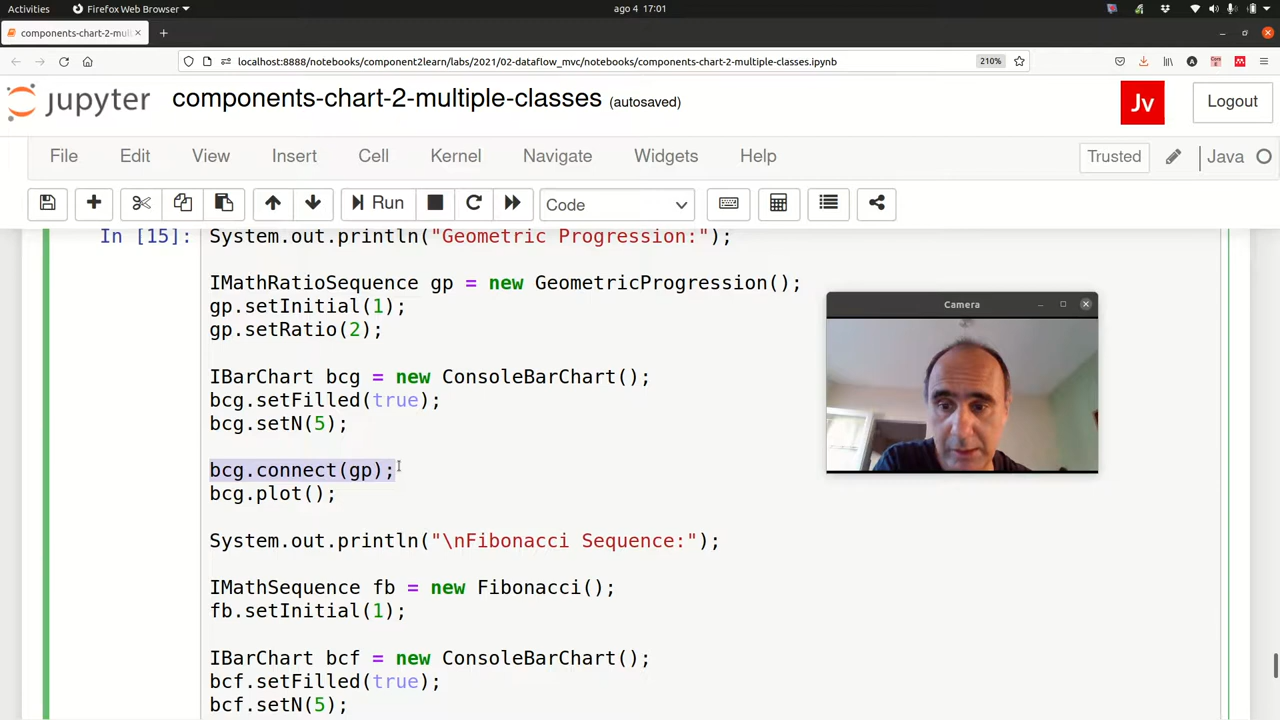 Activities
Firefox Web Browser
ago 4 17:01
components-chart-2-mul
localhost:8888/notebooks/component2learn/labs/2021/02-dataflow_mvc/notebooks/components-chart-2-multiple-classes.ipynb
210%
jupyter
components-chart-2-multiple-classes (autosaved)
Jv
Logout
File Edit View Insert Cell Kernel Navigate Widgets Help
Trusted
Java
Run
Code
In [15]:
System.out.println("Geometric Progression:");
IMathRatioSequence gp = new GeometricProgression();
gp.setInitial(1);
gp.setRatio(2);
IBarChart bcg = new ConsoleBarChart();
bcg.setFilled(true);
bcg.setN(5);
bcg.connect(gp);
bcg.plot();
System.out.println("\nFibonacci Sequence:");
IMathSequence fb = new Fibonacci();
fb.setInitial(1);
IBarChart bcf = new ConsoleBarChart();
bcf.setFilled(true);
bcf.setN(5);
Camera